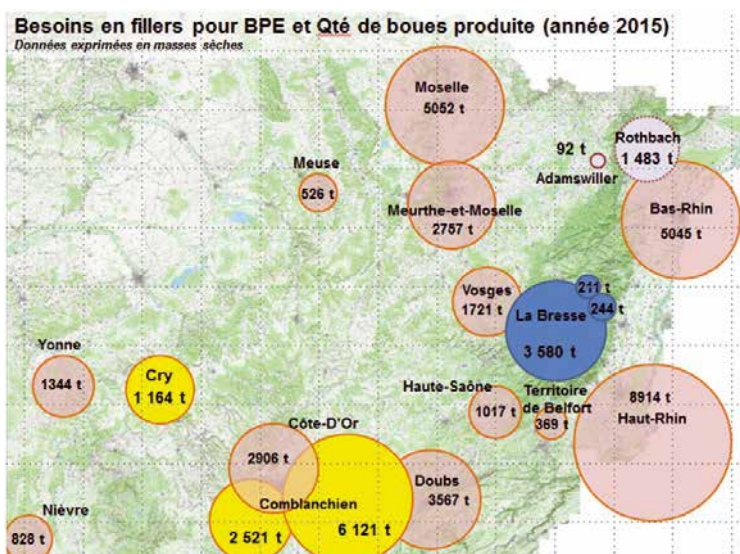 Besoins en fillers pour BPE et Qté de boues produite (année 2015)
Données exprimées en masses sèches
Moselle
5052 t
Rothbach
1 483 t
92 t
Adamswiller
Meuse
526 t
Meurthe-et-Moselle
2757 t
Bas-Rhin
5045 t
Vosges
1721 t
211 t
244 t
La Bresse
3 580 t
Yonne
1344 t
Cry
1 164 t
Haute-Saône
1017 t
Territoire
de Belfort
369 t
8914 t
Haut-Rhin
Côte-D'Or
2906 t
Comblanchien
2 521 t
6 121 t
Doubs
3567 t
Nièvre
828 t